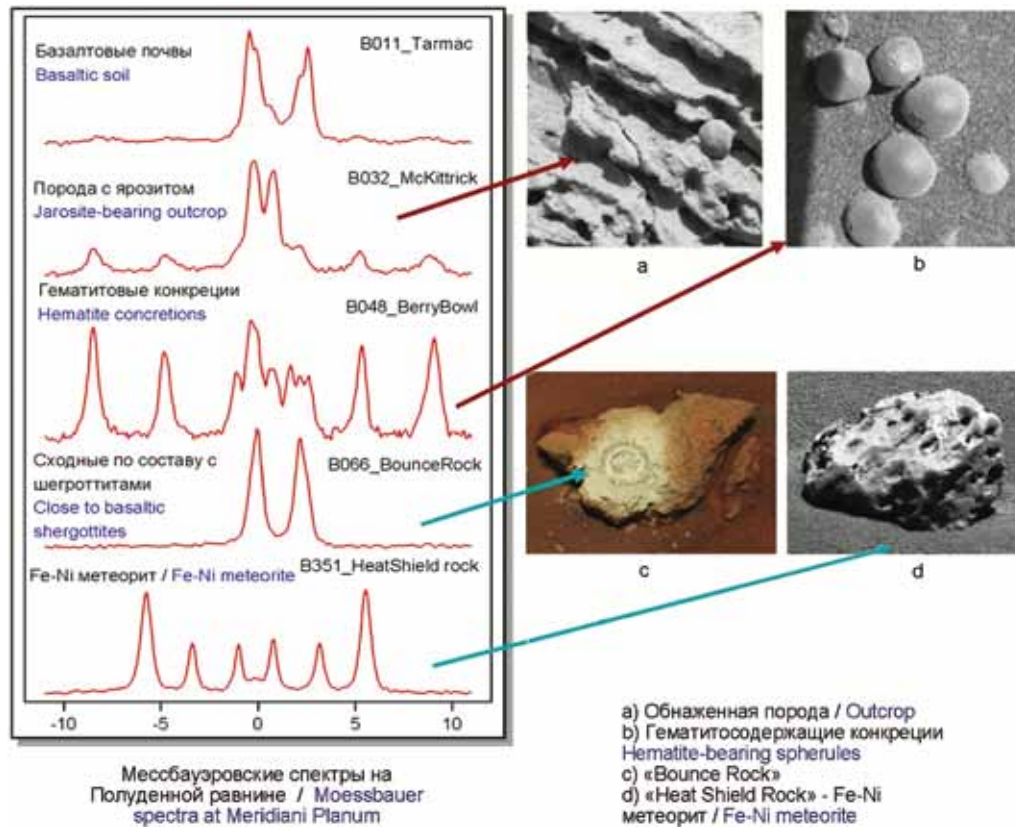 Базалтовые почвы
Basaltic soil
B011_Tarmac
Порода с ярозитом
Jarosite-bearing outcrop
B032_McKittrick
Гематитовые конкреции
Hematite concretions
B048_BerryBowl
Сходные по составу с
шегроттитами
Close to basaltic
shergottites
B066_BounceRock
Fe-Ni метеорит / Fe-Ni meteorite
B351_HeatShield rock
-10 -5 0 5 10
Мессбауэровские спектры на
Полуденной равнине / Moessbauer
spectra at Meridiani Planum
a
b
c
d
a) Обнаженная порода / Outcrop
b) Гематитосодержащие конкреции
Hematite-bearing spherules
c) «Bounce Rock»
d) «Heat Shield Rock» - Fe-Ni
метеорит / Fe-Ni meteorite